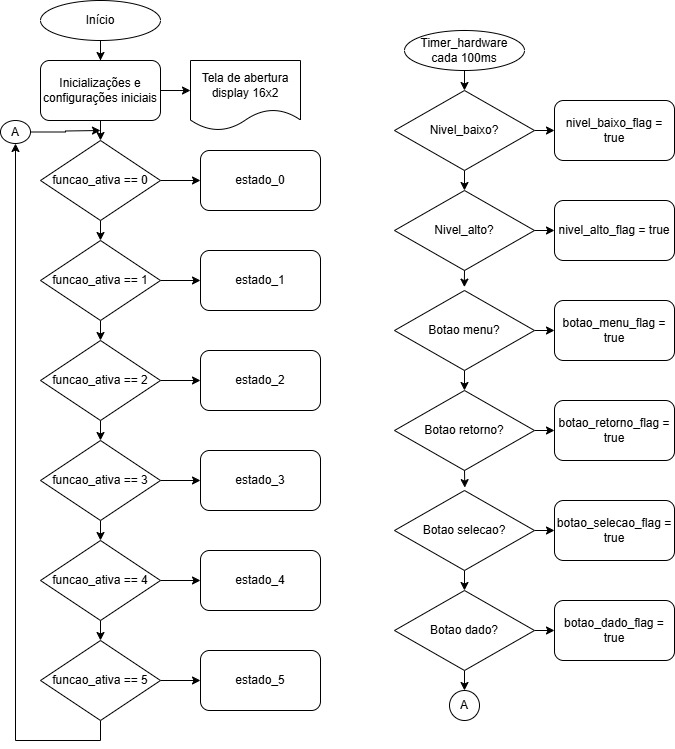 Início
Inicializações e
configurações iniciais
Tela de abertura
display 16x2
A
funcao_ativa == 0
estado_0
funcao_ativa == 1
estado_1
funcao_ativa == 2
estado_2
funcao_ativa == 3
estado_3
funcao_ativa == 4
estado_4
funcao_ativa == 5
estado_5
Timer_hardware
cada 100ms
Nivel_baixo?
nivel_baixo_flag =
true
Nivel_alto?
nivel_alto_flag = true
Botao menu?
botao_menu_flag =
true
Botao retorno?
botao_retorno_flag =
true
Botao selecao?
botao_selecao_flag =
true
Botao dado?
botao_dado_flag =
true
A